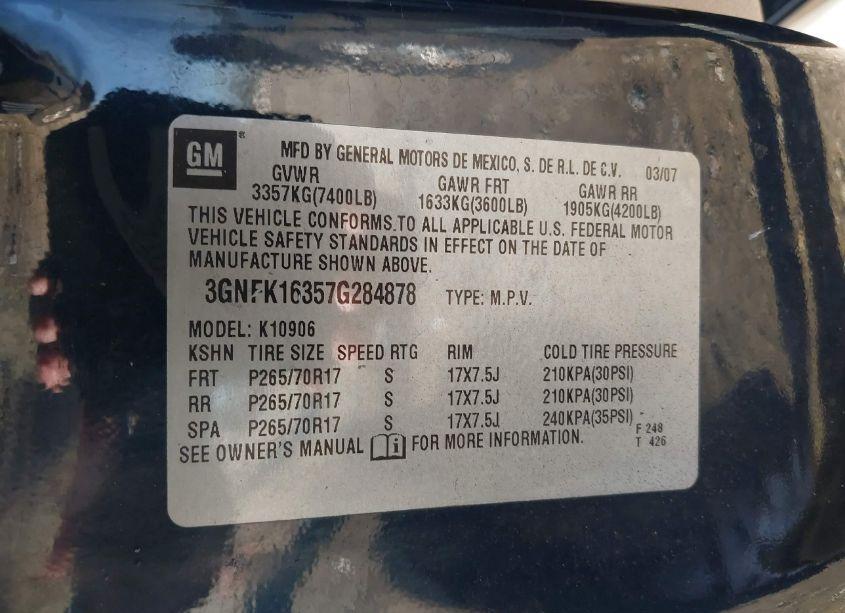 GM ® MFD BY GENERAL MOTORS DE MEXICO, S. DE R.L. DE C.V. 03/07
GVWR GAWR FRT GAWR RR
3357KG(7400LB) 1633KG(3600LB) 1905KG(4200LB)
THIS VEHICLE CONFORMS TO ALL APPLICABLE U.S. FEDERAL MOTOR
VEHICLE SAFETY STANDARDS IN EFFECT ON THE DATE OF
MANUFACTURE SHOWN ABOVE.
3GNFK16357G284878 TYPE: M.P.V.
MODEL: K10906
KSHN TIRE SIZE SPEED RTG RIM COLD TIRE PRESSURE
FRT P265/70R17 S 17X7.5J 210KPA(30PSI)
RR P265/70R17 S 17X7.5J 210KPA(30PSI)
SPA P265/70R17 S 17X7.5J 240KPA(35PSI)
SEE OWNER'S MANUAL FOR MORE INFORMATION.
F 248
T 426